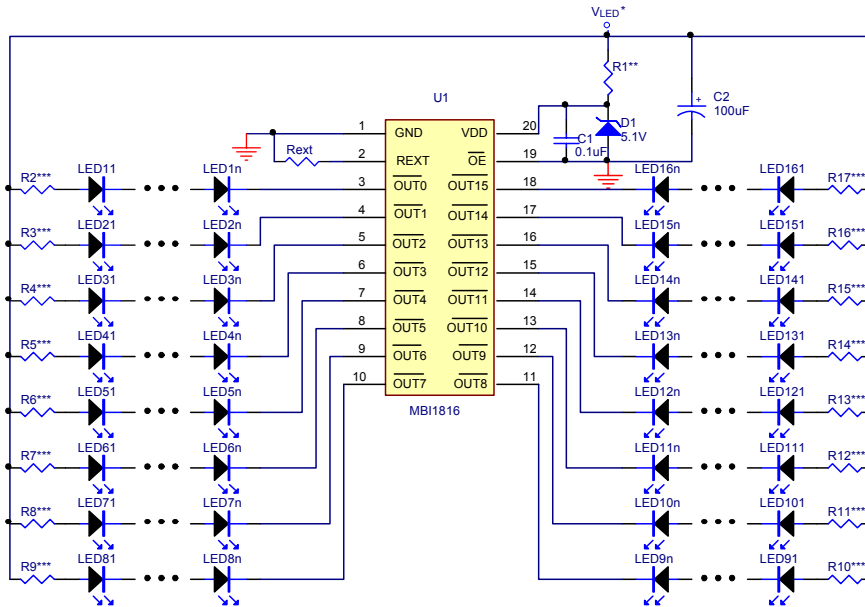 VLED*
R1**
C2
100uF
U1
1 GND VDD 20
D1
5.1V
C1
0.1uF
Rext
2 REXT OE 19
LED11 LED1n LED16n LED161
R2*** 3 OUT0 OUT15 18 R17***
LED21 LED2n LED15n LED151
R3*** 4 OUT1 OUT14 17 R16***
LED31 LED3n LED14n LED141
R4*** 5 OUT2 OUT13 16 R15***
LED41 LED4n LED13n LED131
R5*** 6 OUT3 OUT12 15 R14***
LED51 LED5n LED12n LED121
R6*** 7 OUT4 OUT11 14 R13***
LED61 LED6n LED11n LED111
R7*** 8 OUT5 OUT10 13 R12***
LED71 LED7n LED10n LED101
R8*** 9 OUT6 OUT9 12 R11***
LED81 LED8n LED9n LED91
R9*** 10 OUT7 OUT8 11 R10***
MBI1816